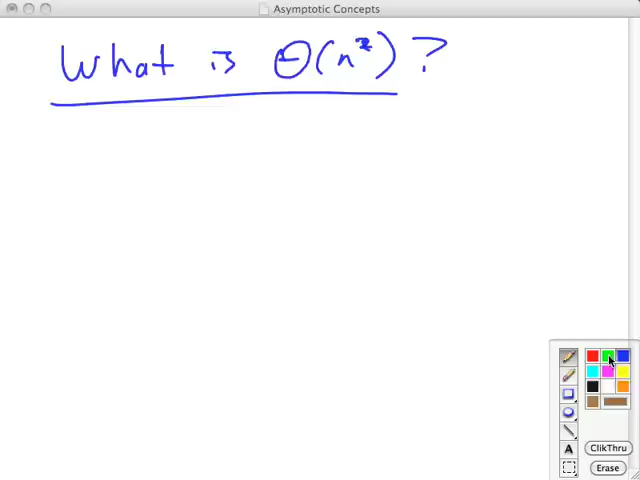 Asymptotic Concepts
What is Θ(n²) ?
A
ClikThru
Erase